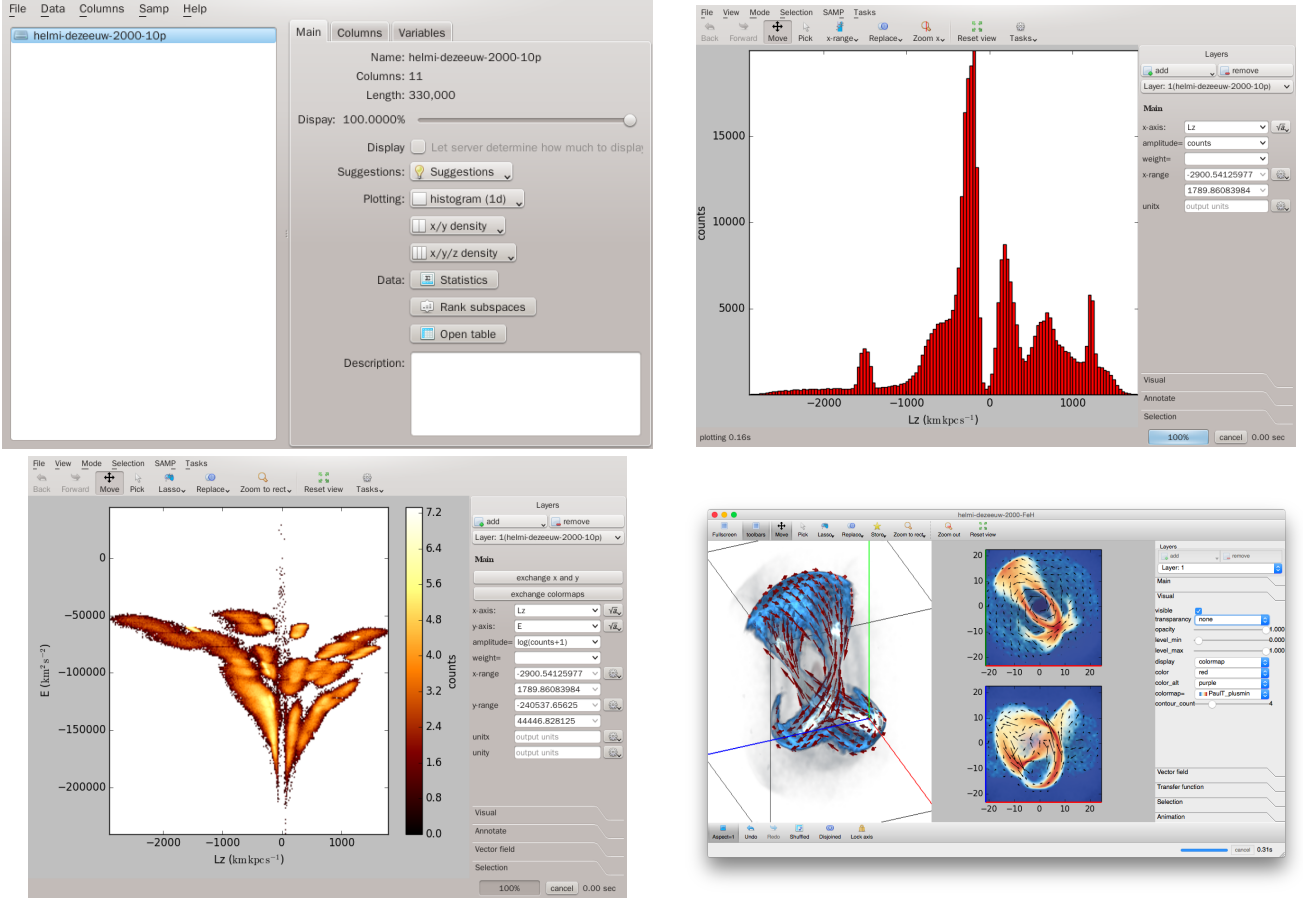 File Data Columns Samp Help
helmi-dezeeuw-2000-10p
Main Columns Variables
Name: helmi-dezeeuw-2000-10p
Columns: 11
Length: 330,000
Dispay: 100.0000%
Display Let server determine how much to display
Suggestions: Suggestions
Plotting: histogram (1d)
x/y density
x/y/z density
Data: Statistics
Rank subspaces
Open table
Description:
File View Mode Selection SAMP Tasks
Back Forward Move Pick x-range Replace Zoom x Reset view Tasks
15000
10000
5000
counts
−2000 −1000 0 1000
Lz (km kpc s−1)
Layers
add remove
Layer: 1(helmi-dezeeuw-2000-10p)
Main
x-axis: Lz
amplitude= counts
weight=
x-range -2900.54125977
1789.86083984
unitx output units
Visual
Annotate
Selection
plotting 0.16s
100% cancel 0.00 sec
File View Mode Selection SAMP Tasks
Back Forward Move Pick Lasso Replace Zoom to rect Reset view Tasks
0
−50000
−100000
−150000
−200000
E (km2 s−2)
−2000 −1000 0 1000
Lz (km kpc s−1)
7.2
6.4
5.6
4.8
4.0
3.2
2.4
1.6
0.8
0.0
counts
Layers
add remove
Layer: 1(helmi-dezeeuw-2000-10p)
Main
exchange x and y
exchange colormaps
x-axis: Lz
y-axis: E
amplitude= log(counts+1)
weight=
x-range -2900.54125977
1789.86083984
y-range -240537.65625
44446.828125
unitx output units
unity output units
Visual
Annotate
Vector field
Selection
100% cancel 0.00 sec
helmi-dezeeuw-2000-FeH
Fullscreen toolbars Move Pick Lasso Replace Store Zoom to rect Zoom out Reset view
20
10
0
−10
−20
−20 −10 0 10 20
20
10
0
−10
−20
−20 −10 0 10 20
Layers
add remove
Layer: 1
Main
Visual
visible
transparancy none
opacity 1.000
level_min 0.000
level_max 1.000
display colormap
color red
color_alt purple
colormap= PaulT_plusmin
contour_count 4
Vector field
Transfer function
Selection
Animation
Aspect=1 Undo Redo Shuffled Disjoined Lock axis
cancel 0.31s